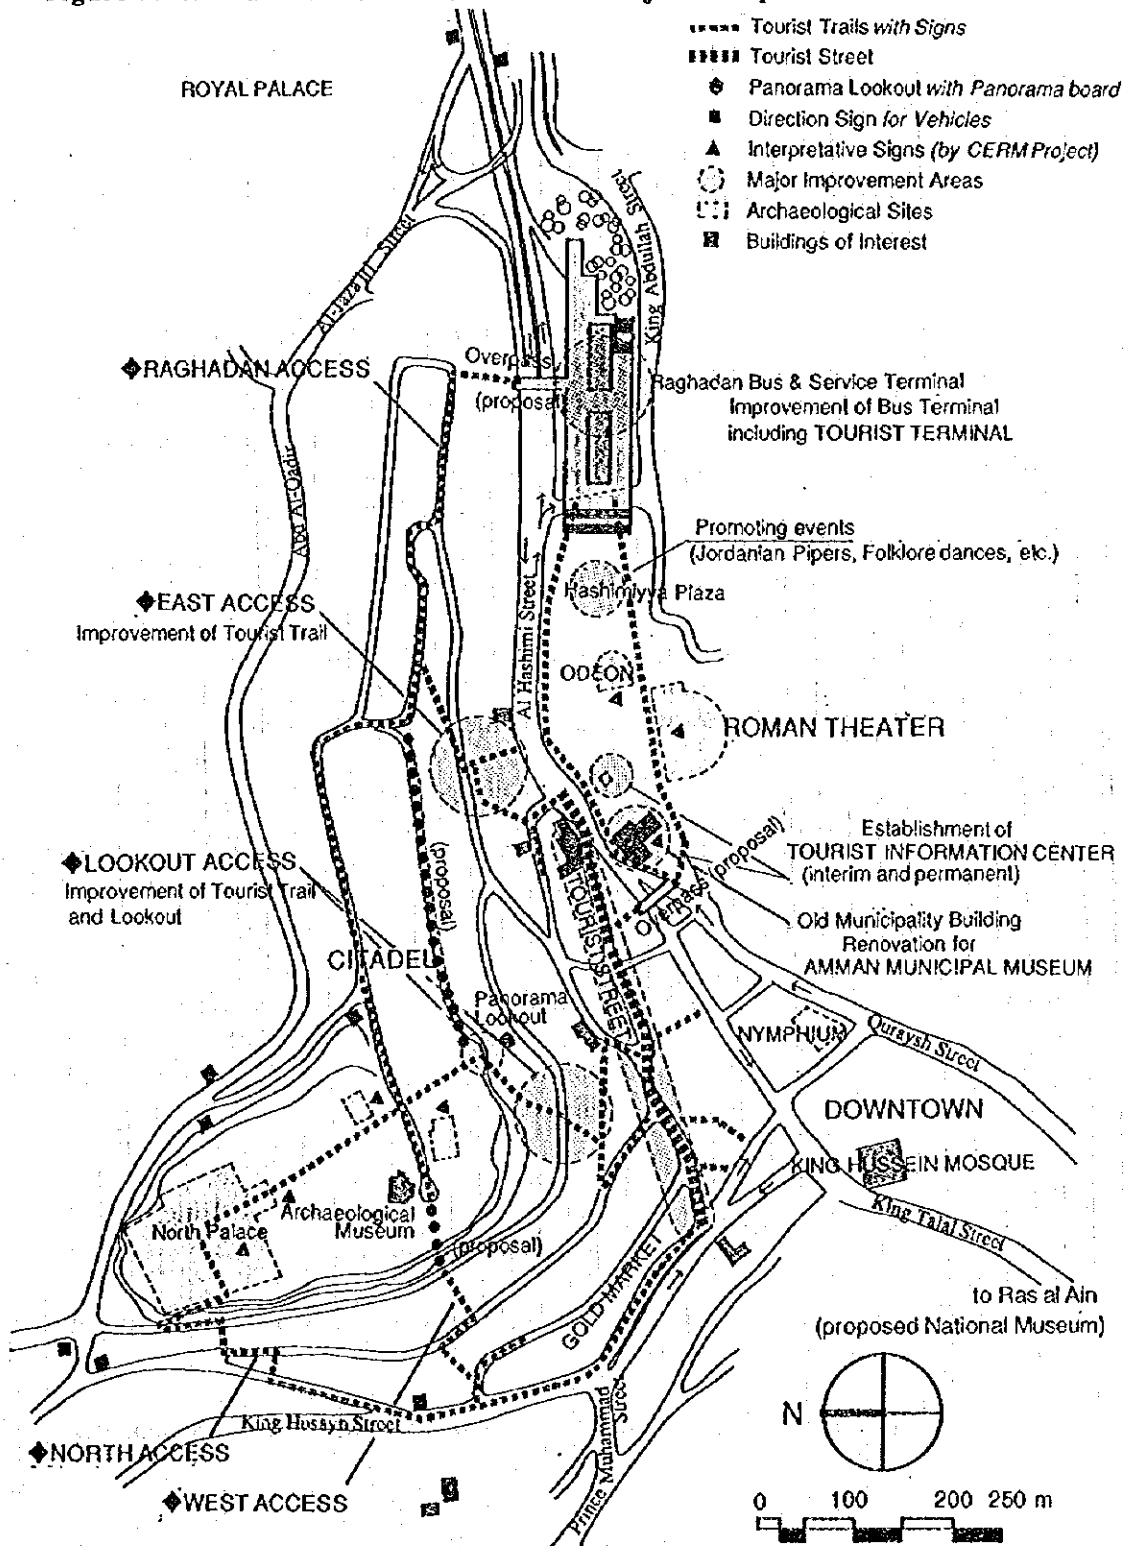 Tourist Trails with Signs
Tourist Street
Panorama Lookout with Panorama board
Direction Sign for Vehicles
Interpretative Signs (by CERM Project)
Major Improvement Areas
Archaeological Sites
Buildings of Interest
ROYAL PALACE
King Abdullah Street
Street
Overpass
(proposal)
RAGHADAN ACCESS
Raghadan Bus & Service Terminal
Improvement of Bus Terminal
including TOURIST TERMINAL
Abd Al-Qadir
Promoting events
(Jordanian Pipers, Folklore dances, etc.)
Hashimiyya Plaza
EAST ACCESS
Improvement of Tourist Trail
Al Hashimi Street
ODEON
ROMAN THEATER
Establishment of
TOURIST INFORMATION CENTER
(interim and permanent)
Overpass (proposal)
LOOKOUT ACCESS
Improvement of Tourist Trail
and Lookout
(proposal)
TOURIST STREET
Old Municipality Building
Renovation for
AMMAN MUNICIPAL MUSEUM
CITADEL
Panorama
Lookout
NYMPHIUM
Quraysh Street
DOWNTOWN
KING HUSSEIN MOSQUE
King Talal Street
North Palace
Archaeological
Museum
(proposal)
GOLD MARKET
to Ras al Ain
(proposed National Museum)
King Husayn Street
Prince Muhammad
Street
NORTH ACCESS
WEST ACCESS
N
0 100 200 250 m